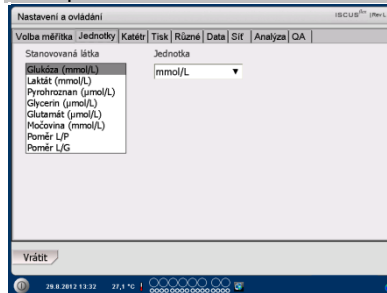 Nastavení a ovládání
ISCUS
Volba měřítka Jednotky Katétr Tisk Různé Data Síť Analýza QA
Stanovovaná látka Jednotka
Glukóza (mmol/L) mmol/L
Laktát (mmol/L)
Pyrohroznan (µmol/L)
Glycerin (µmol/L)
Glutamát (µmol/L)
Močovina (mmol/L)
Poměr L/P
Poměr L/G
Vrátit
29.8.2012 13:32 27,1 °C